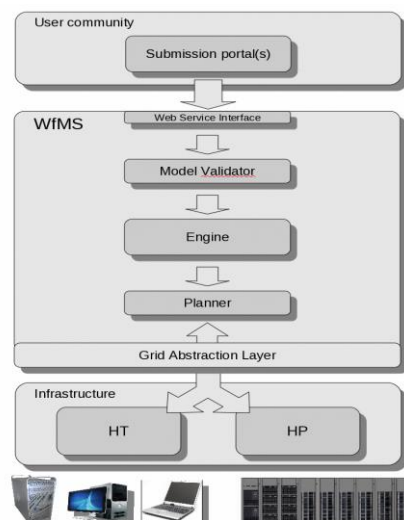 User community
Submission portal(s)
WfMS
Web Service Interface
Model Validator
Engine
Planner
Grid Abstraction Layer
Infrastructure
HT
HP